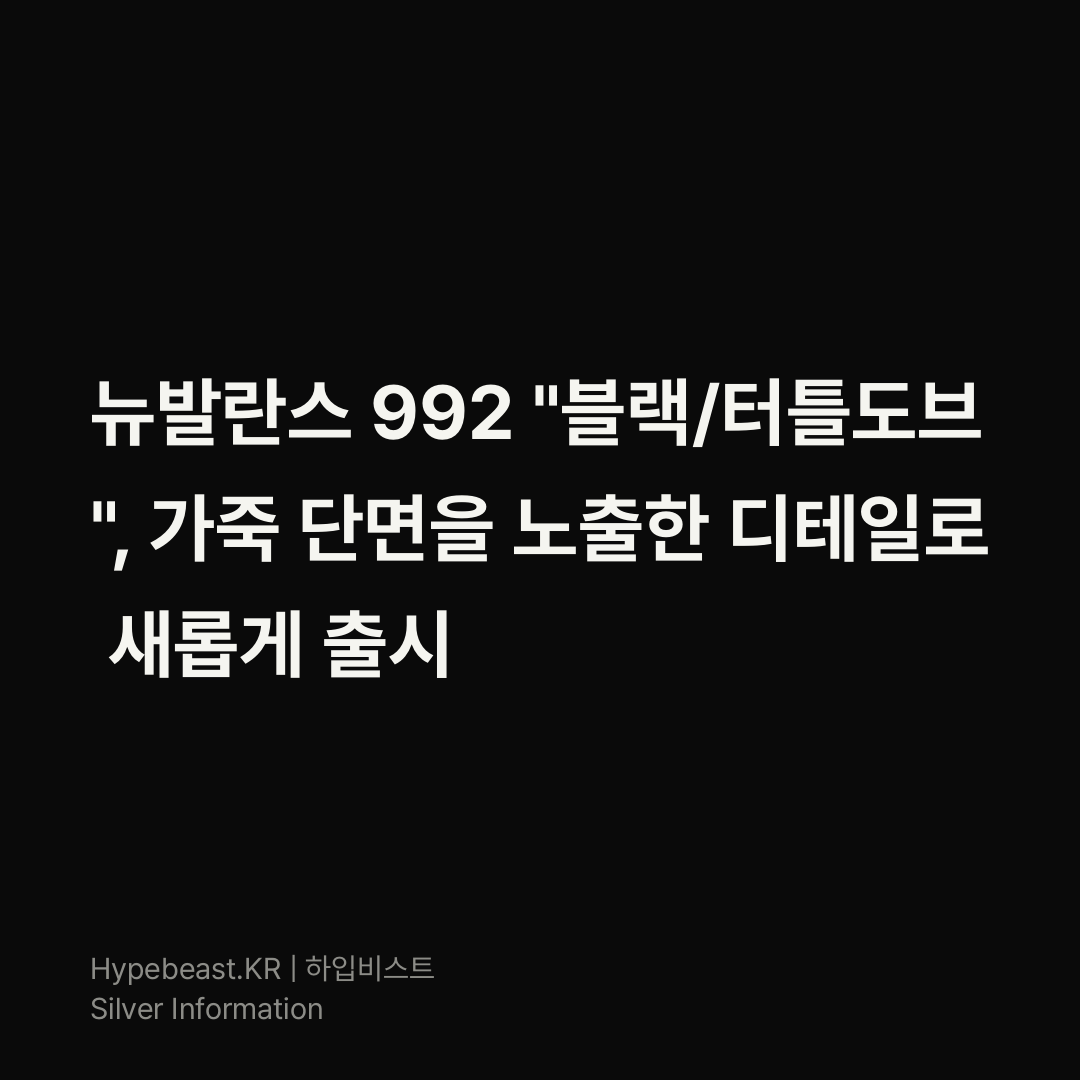 뉴발란스 992 "블랙/터틀도브
", 가죽 단면을 노출한 디테일로
새롭게 출시
Hypebeast.KR | 하입비스트
Silver Information